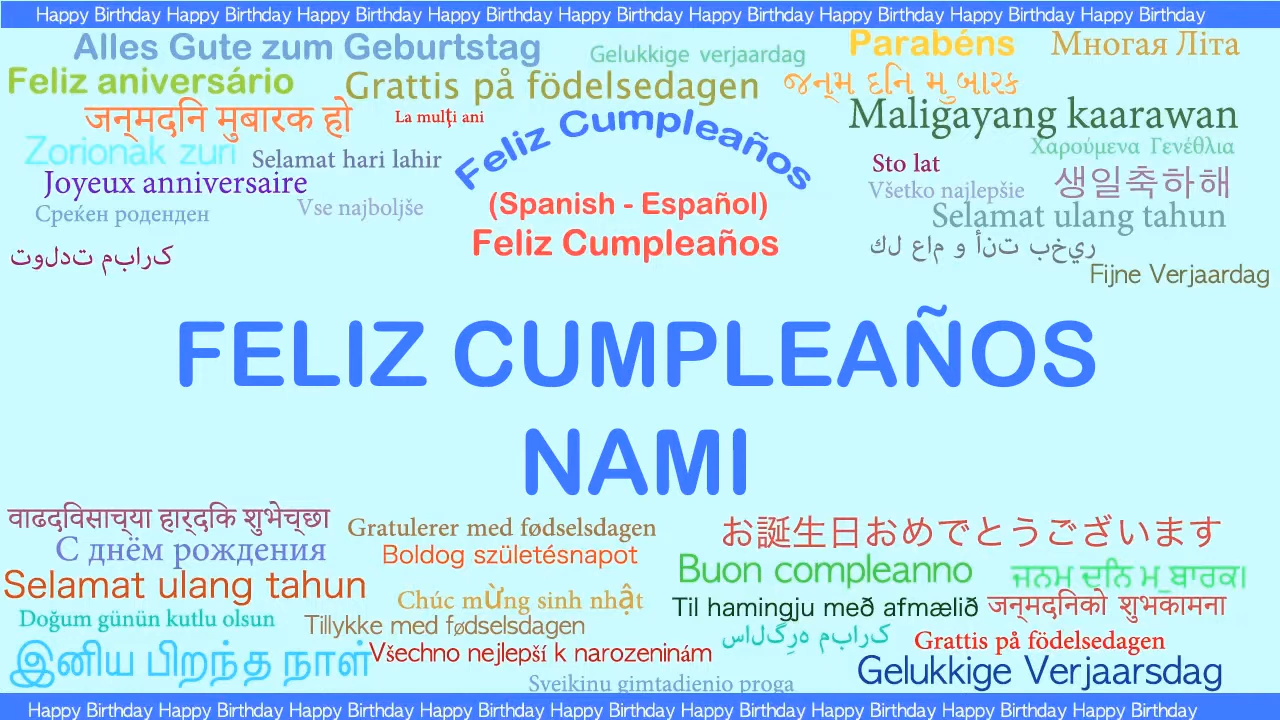 Happy Birthday Happy Birthday Happy Birthday Happy Birthday Happy Birthday Happy Birthday Happy Birthday Happy Birthday Happy Birthday
Alles Gute zum Geburtstag
Gelukkige verjaardag
Parabéns
Многая Літа
Feliz aniversário
Grattis på födelsedagen
જન્મ દિન મુબારક
जन्मदिन मुबारक हो
La mulţi ani
Feliz Cumpleaños
Maligayang kaarawan
Zorionak zuri
Selamat hari lahir
Χαρούμενα Γενέθλια
Sto lat
Joyeux anniversaire
(Spanish - Español)
Všetko najlepšie
생일축하해
Среќен роденден
Vse najboljše
Selamat ulang tahun
Feliz Cumpleaños
تولدت مبارک
كل عام و أنت بخير
Fijne Verjaardag
FELIZ CUMPLEAÑOS
NAMI
वाढदिवसाच्या हार्दिक शुभेच्छा
Gratulerer med fødselsdagen
お誕生日おめでとうございます
С днём рождения
Boldog születésnapot
Buon compleanno
ਜਨਮ ਦਿਨ ਮੁਬਾਰਕ।
Selamat ulang tahun
Chúc mừng sinh nhật
Til hamingju með afmælið
जन्मदिनको शुभकामना
Doğum günün kutlu olsun
Tillykke med fødselsdagen
سالگرہ مبارک
Grattis på födelsedagen
இனிய பிறந்த நாள்
Všechno nejlepší k narozeninám
Gelukkige Verjaarsdag
Sveikinu gimtadienio proga
Happy Birthday Happy Birthday Happy Birthday Happy Birthday Happy Birthday Happy Birthday Happy Birthday Happy Birthday Happy Birthday